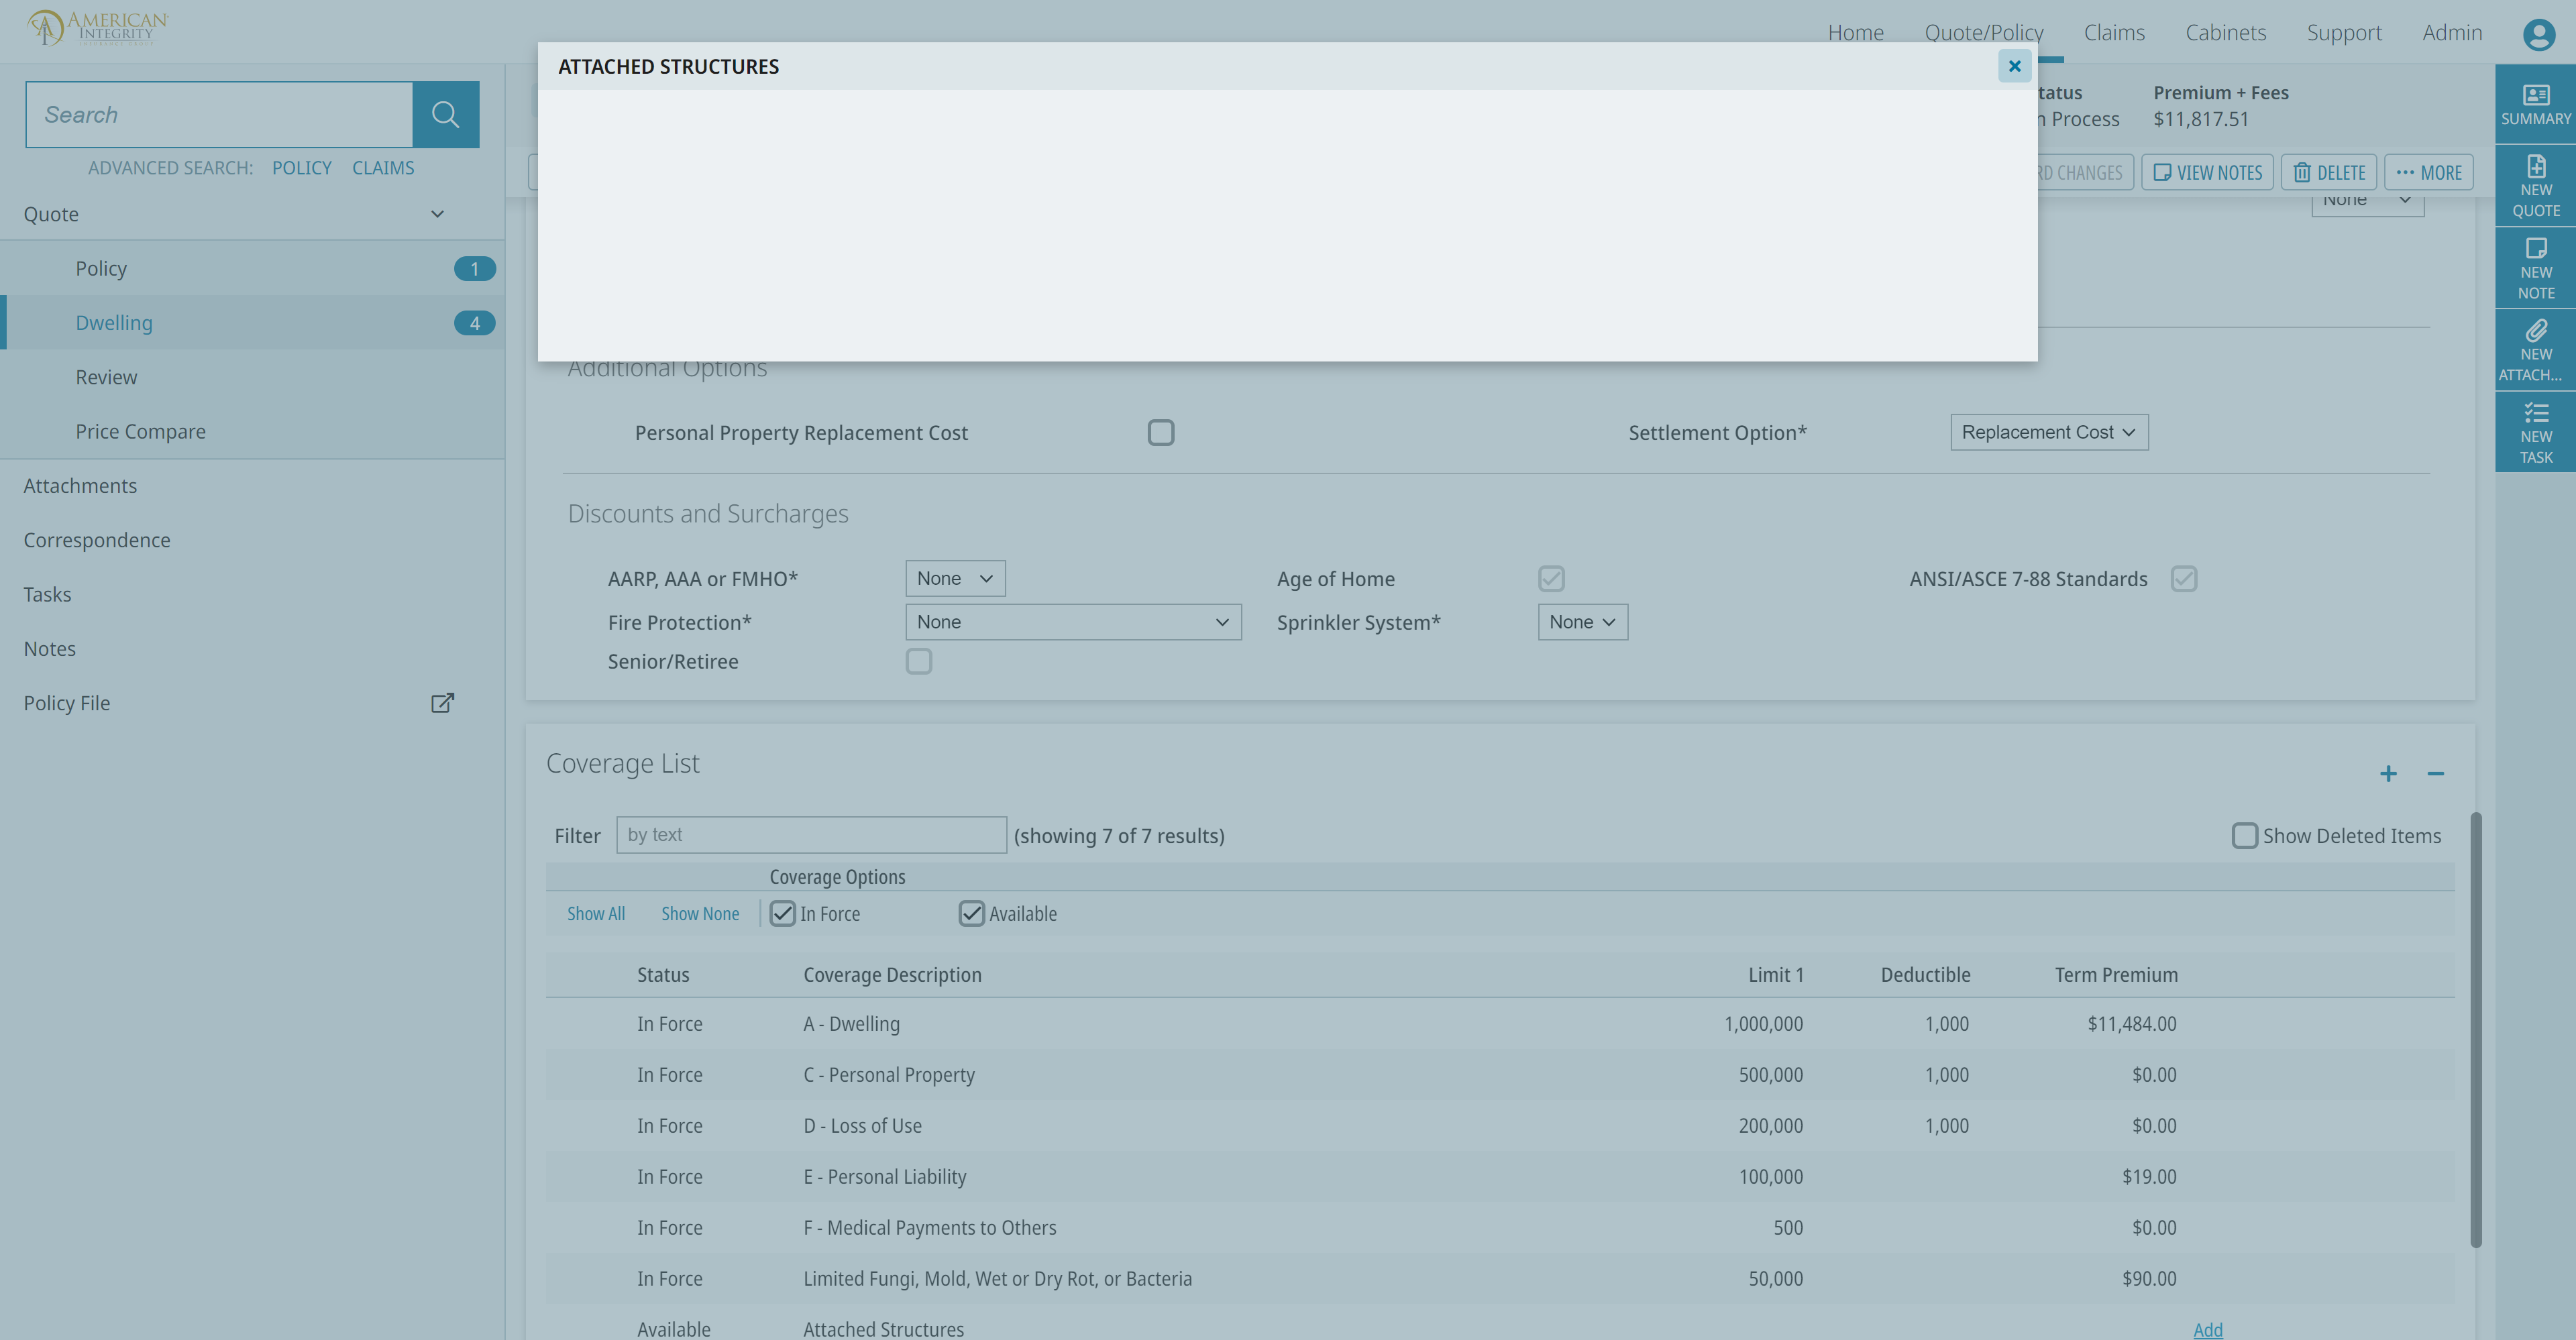 AMERICAN
INTEGRITY
Home Quote/Policy Claims Cabinets Support Admin
ATTACHED STRUCTURES
Search
ADVANCED SEARCH: POLICY CLAIMS
Premium + Fees
Process $11,817.51
CHANGES VIEW NOTES DELETE MORE
None
SUMMARY
NEW
QUOTE
NEW
NOTE
NEW
ATTACH...
NEW
TASK
Quote
Policy 1
Dwelling 4
Review
Price Compare
Attachments
Correspondence
Tasks
Notes
Policy File
Additional Options
Personal Property Replacement Cost Settlement Option* Replacement Cost
Discounts and Surcharges
AARP, AAA or FMHO* None Age of Home ANSI/ASCE 7-88 Standards
Fire Protection* None Sprinkler System* None
Senior/Retiree
Coverage List
Filter by text (showing 7 of 7 results) Show Deleted Items
Coverage Options
Show All Show None In Force Available
Status Coverage Description Limit 1 Deductible Term Premium
In Force A - Dwelling 1,000,000 1,000 $11,484.00
In Force C - Personal Property 500,000 1,000 $0.00
In Force D - Loss of Use 200,000 1,000 $0.00
In Force E - Personal Liability 100,000 $19.00
In Force F - Medical Payments to Others 500 $0.00
In Force Limited Fungi, Mold, Wet or Dry Rot, or Bacteria 50,000 $90.00
Available Attached Structures Add